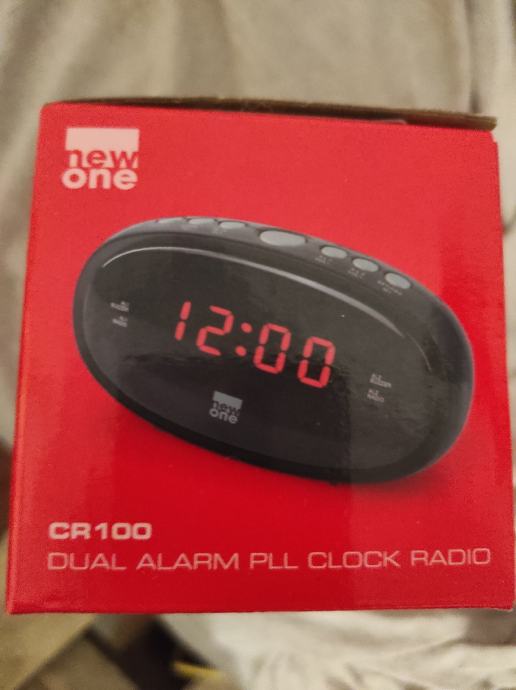 new
one
12:00
new
one
CR100
DUAL ALARM PLL CLOCK RADIO